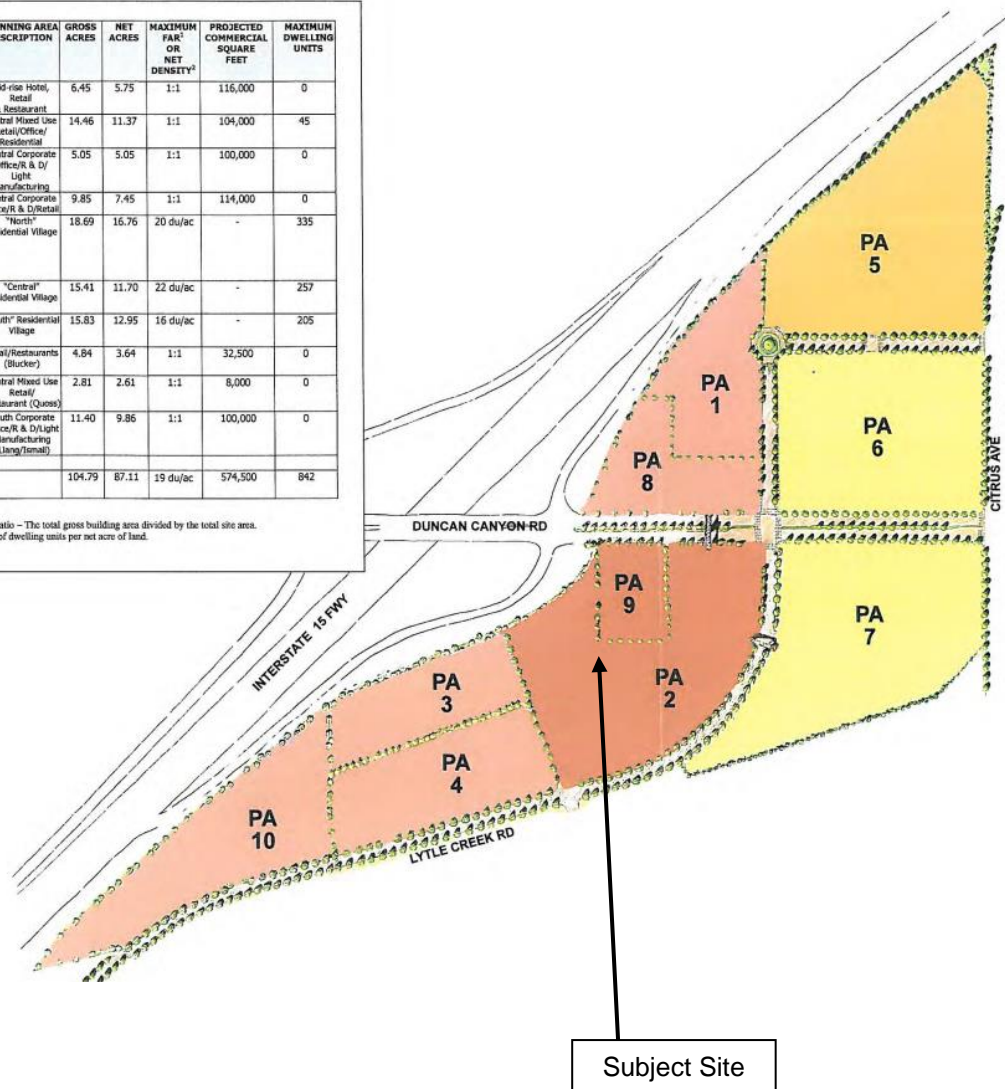 NNING AREA GROSS NET MAXIMUM PROJECTED MAXIMUM
SCRIPTION ACRES ACRES FAR¹ COMMERCIAL DWELLING
OR SQUARE UNITS
NET FEET
DENSITY²
d-rise Hotel, 6.45 5.75 1:1 116,000 0
Retail
Restaurant
tral Mixed Use 14.46 11.37 1:1 104,000 45
etail/Office/
Residential
tral Corporate 5.05 5.05 1:1 100,000 0
ffice/R & D/
Light
anufacturing
tral Corporate 9.85 7.45 1:1 114,000 0
ce/R & D/Retail
"North" 18.69 16.76 20 du/ac - 335
idential Village
"Central" 15.41 11.70 22 du/ac - 257
idential Village
uth" Residential 15.83 12.95 16 du/ac - 205
Village
ail/Restaurants 4.84 3.64 1:1 32,500 0
(Blucker)
tral Mixed Use 2.81 2.61 1:1 8,000 0
Retail/
aurant (Quoss)
uth Corporate 11.40 9.86 1:1 100,000 0
ce/R & D/Light
anufacturing
iang/Ismail)
104.79 87.11 19 du/ac 574,500 842
atio – The total gross building area divided by the total site area.
of dwelling units per net acre of land.
PA
5
PA
1
PA
6
PA
8
CITRUS AVE
DUNCAN CANYON RD
PA
9
PA
7
INTERSTATE 15 FWY
PA
2
PA
3
PA
4
PA
10
LYTLE CREEK RD
Subject Site